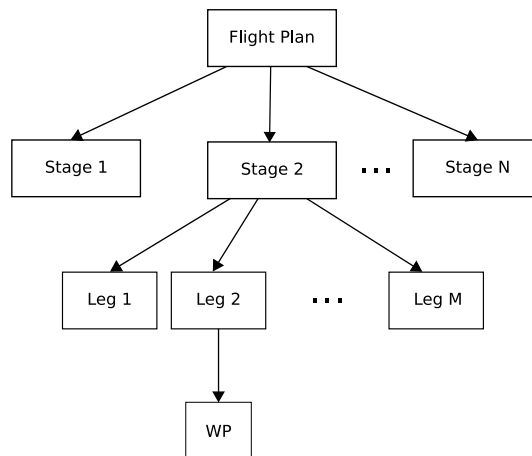 Flight Plan
Stage 1
Stage 2
...
Stage N
Leg 1
Leg 2
...
Leg M
WP